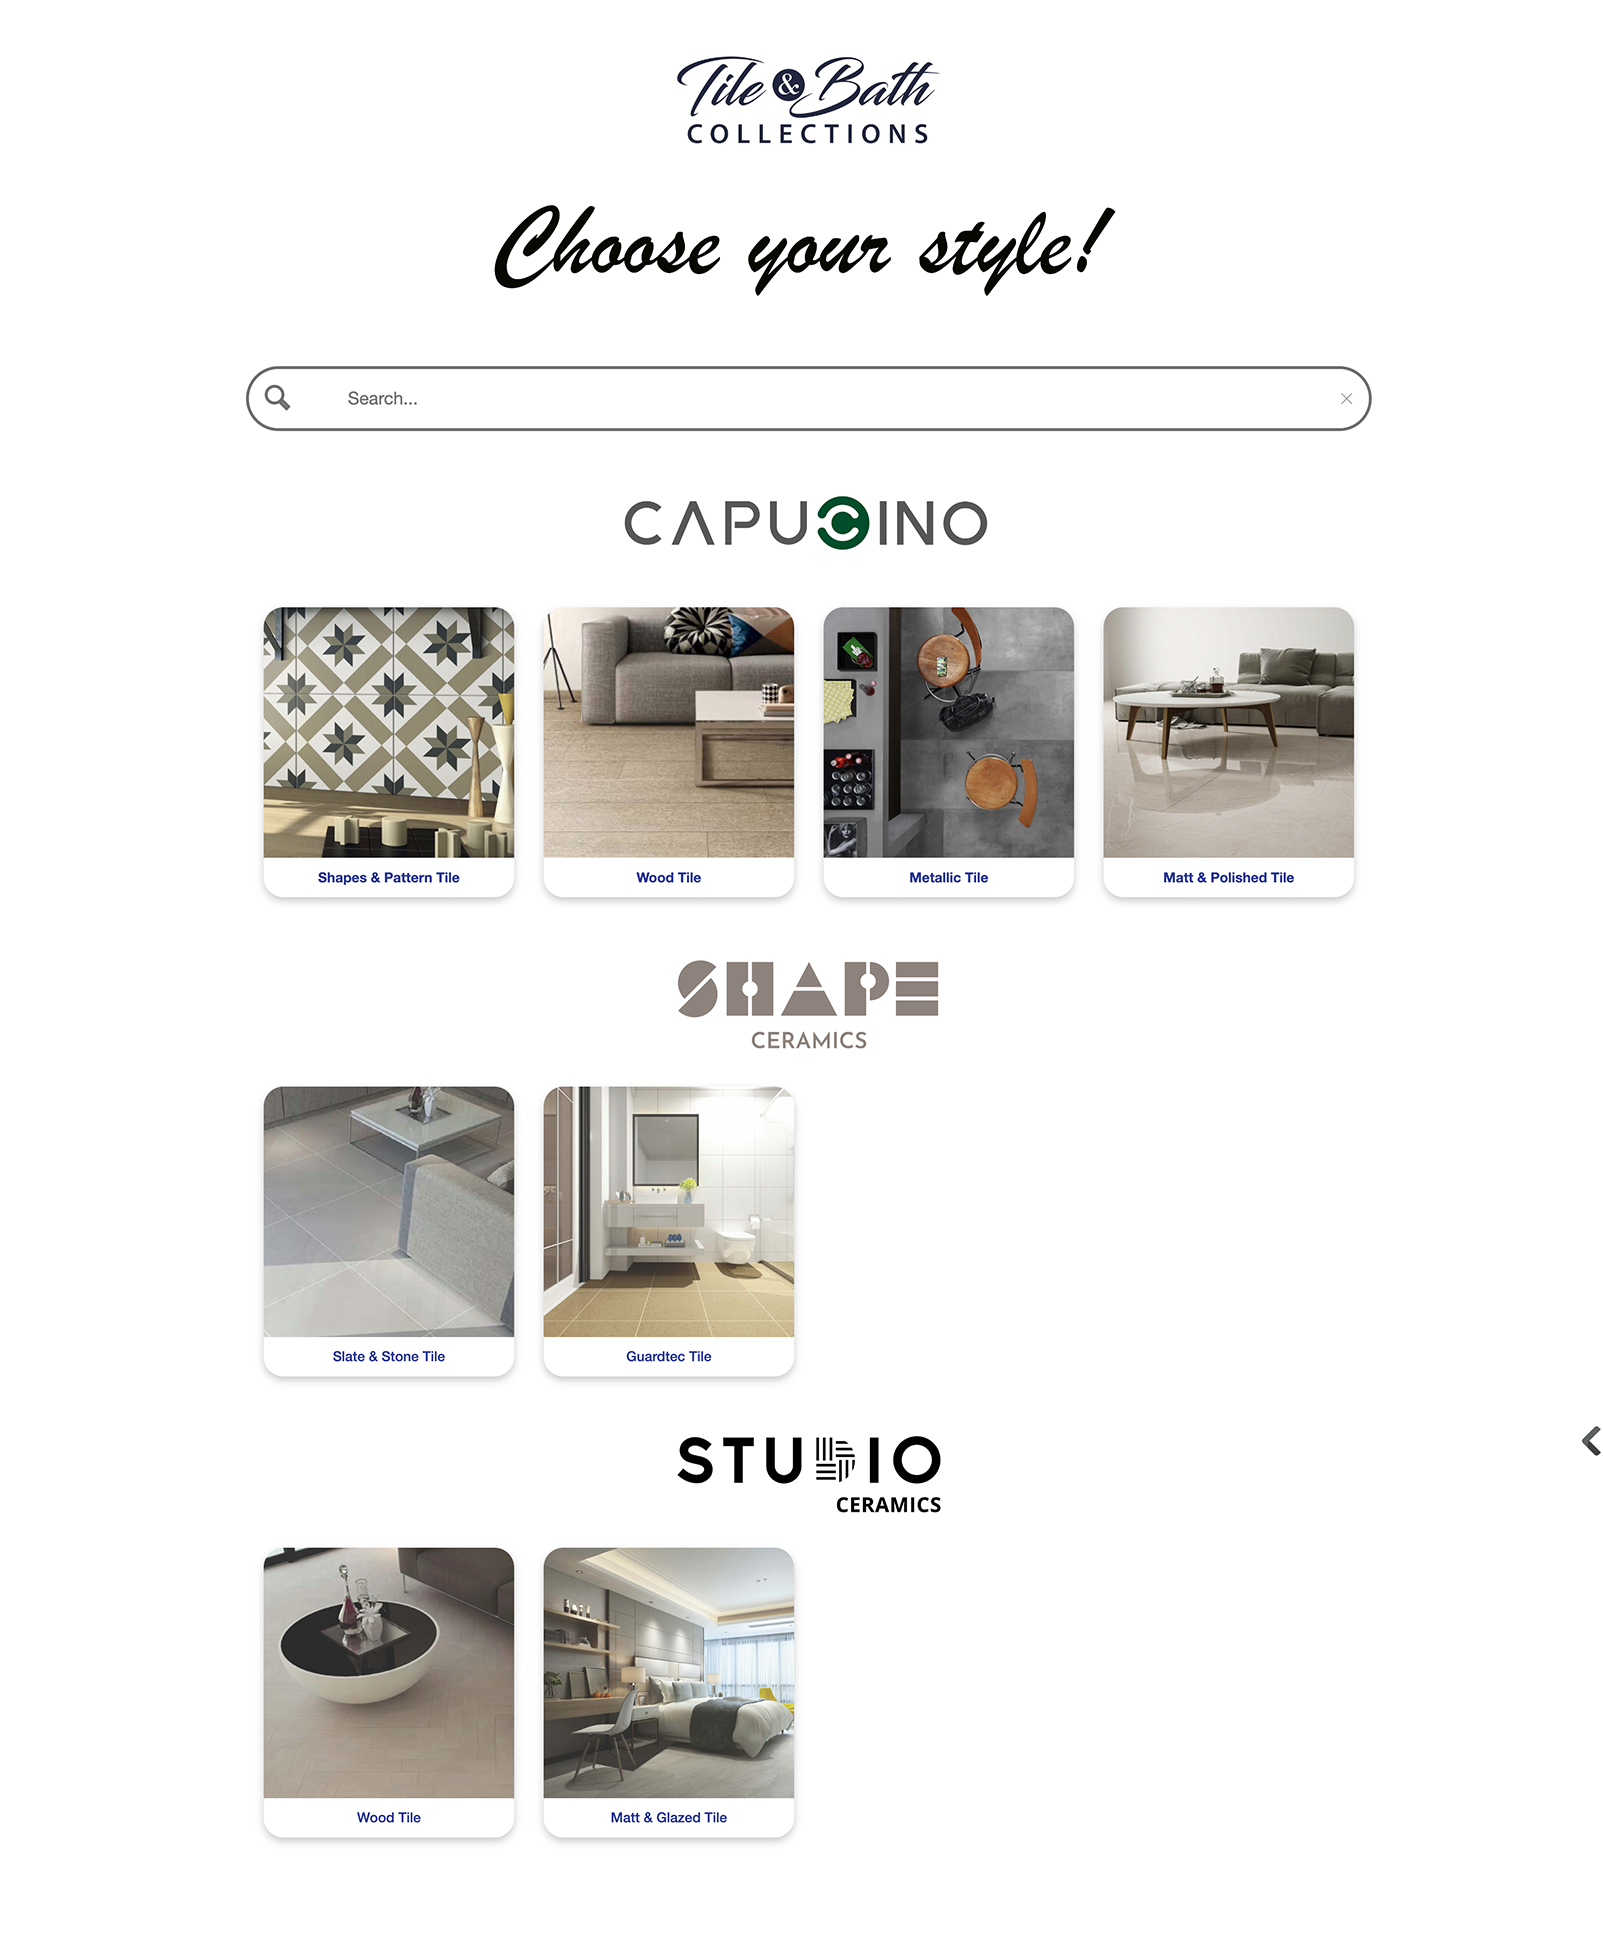 Tile & Bath
COLLECTIONS
Choose your style!
Search...
CAPUCINO
Shapes & Pattern Tile
Wood Tile
Metallic Tile
Matt & Polished Tile
SHAPE
CERAMICS
Slate & Stone Tile
Guardtec Tile
STUDIO
CERAMICS
Wood Tile
Matt & Glazed Tile